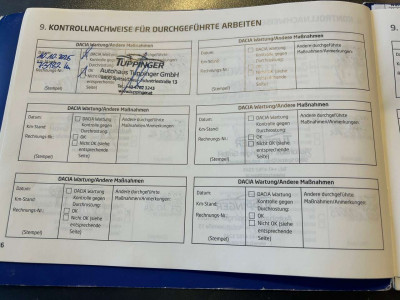 9. KONTROLLNACHWEISE FÜR DURCHGEFÜHRTE ARBEITEN
DACIA Wartung/Andere Maßnahmen
Rechnungs-Nr.:
(Stempel)
TUPPINGER
Autohaus Tuppinger GmbH
DACIA Wartung/Andere Maßnahmen
Datum:
Km-Stand:
Rechnungs-Nr.:
(Stempel)
DACIA Wartung
Kontrolle gegen
Durchrostung:
OK
Nicht OK (siehe
entsprechende
Seite)
Andere durchgeführte
Maßnahmen/Anmerkungen:
DACIA Wartung/Andere Maßnahmen
Datum:
Km-Stand:
Rechnungs-Nr.:
(Stempel)
DACIA Wartung
Kontrolle gegen
Durchrostung:
OK
Nicht OK (siehe
entsprechende
Seite)
Andere durchgeführte
Maßnahmen/Anmerkungen:
DACIA Wartung/Andere Maßnahmen
Datum:
Km-Stand:
Rechnungs-Nr.:
(Stempel)
DACIA Wartung
Kontrolle gegen
Durchrostung:
OK
Nicht OK (siehe
entsprechende
Seite)
Andere durchgeführte
Maßnahmen/Anmerkungen:
DACIA Wartung/Andere Maßnahmen
Datum:
Km-Stand:
Rechnungs-Nr.:
(Stempel)
DACIA Wartung
Kontrolle gegen
Durchrostung:
OK
Nicht OK (siehe
entsprechende
Seite)
Andere durchgeführte
Maßnahmen/Anmerkungen:
DACIA Wartung/Andere Maßnahmen
Datum:
Km-Stand:
Rechnungs-Nr.:
(Stempel)
DACIA Wartung
Kontrolle gegen
Durchrostung:
OK
Nicht OK (siehe
entsprechende
Seite)
Andere durchgeführte
Maßnahmen/Anmerkungen:
9. K